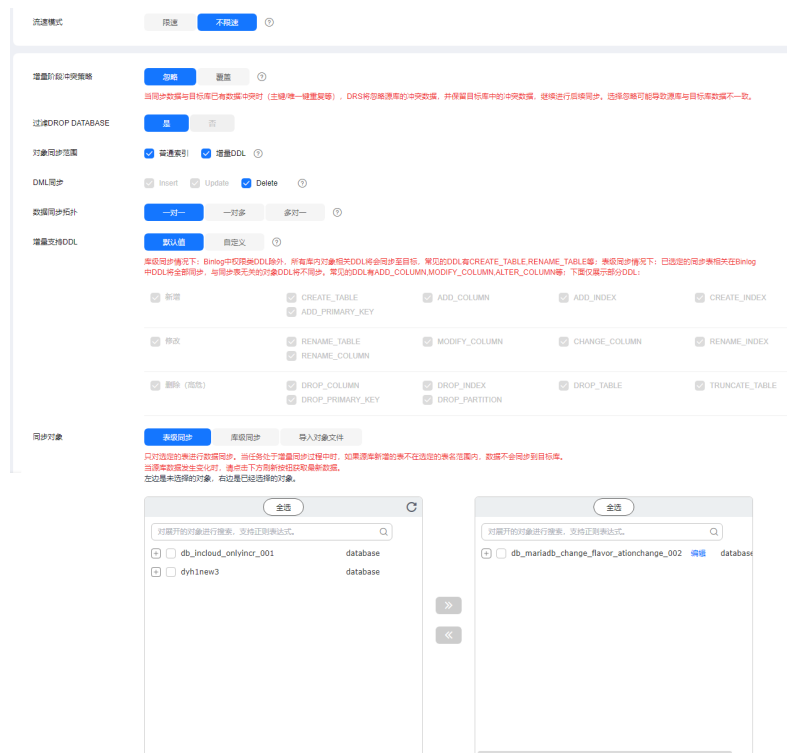 流速模式 限速 不限速
增量阶段冲突策略 忽略 覆盖
当同步数据与目标库已有数据冲突时（主键/唯一键重复等），DRS将忽略源库的冲突数据，并保留目标库中的冲突数据，继续进行后续同步。选择忽略可能导致源库与目标库数据不一致。
过滤DROP DATABASE 是 否
对象同步范围 普通索引 增量DDL
DML同步 Insert Update Delete
数据同步拓扑 一对一 一对多 多对一
增量支持DDL 默认值 自定义
库级同步情况下：Binlog中权限类DDL除外，所有库内对象相关DDL将会同步至目标，常见的DDL有CREATE_TABLE,RENAME_TABLE等；表级同步情况下：已选定的同步表相关在Binlog
中DDL将全部同步，与同步表无关的对象DDL将不同步。常见的DDL有ADD_COLUMN,MODIFY_COLUMN,ALTER_COLUMN等；下面仅展示部分DDL：
新增 CREATE_TABLE ADD_COLUMN ADD_INDEX CREATE_INDEX
ADD_PRIMARY_KEY
修改 RENAME_TABLE MODIFY_COLUMN CHANGE_COLUMN RENAME_INDEX
RENAME_COLUMN
删除（高危） DROP_COLUMN DROP_INDEX DROP_TABLE TRUNCATE_TABLE
DROP_PRIMARY_KEY DROP_PARTITION
同步对象 表级同步 库级同步 导入对象文件
只对选定的表进行数据同步。当任务处于增量同步过程中时，如果源库新增的表不在选定的表名范围内，数据不会同步到目标库。
当源库数据发生变化时，请点击下方刷新按钮获取最新数据。
左边是未选择的对象，右边是已经选择的对象。
全选 全选
对展开的对象进行搜索，支持正则表达式。 对展开的对象进行搜索，支持正则表达式。
db_incloud_onlyincr_001 database db_mariadb_change_flavor_ationchange_002 编辑 database
dyh1new3 database